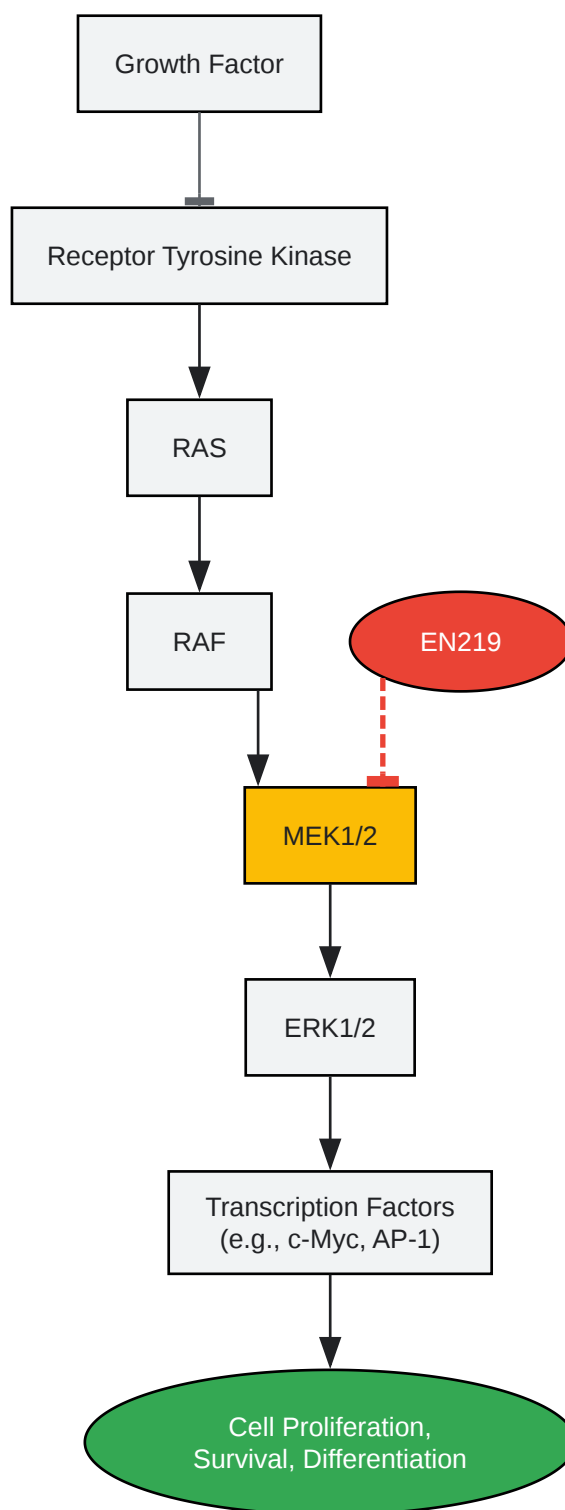 Growth Factor
Receptor Tyrosine Kinase
RAS
RAF
EN219
MEK1/2
ERK1/2
Transcription Factors
(e.g., c-Myc, AP-1)
Cell Proliferation,
Survival, Differentiation